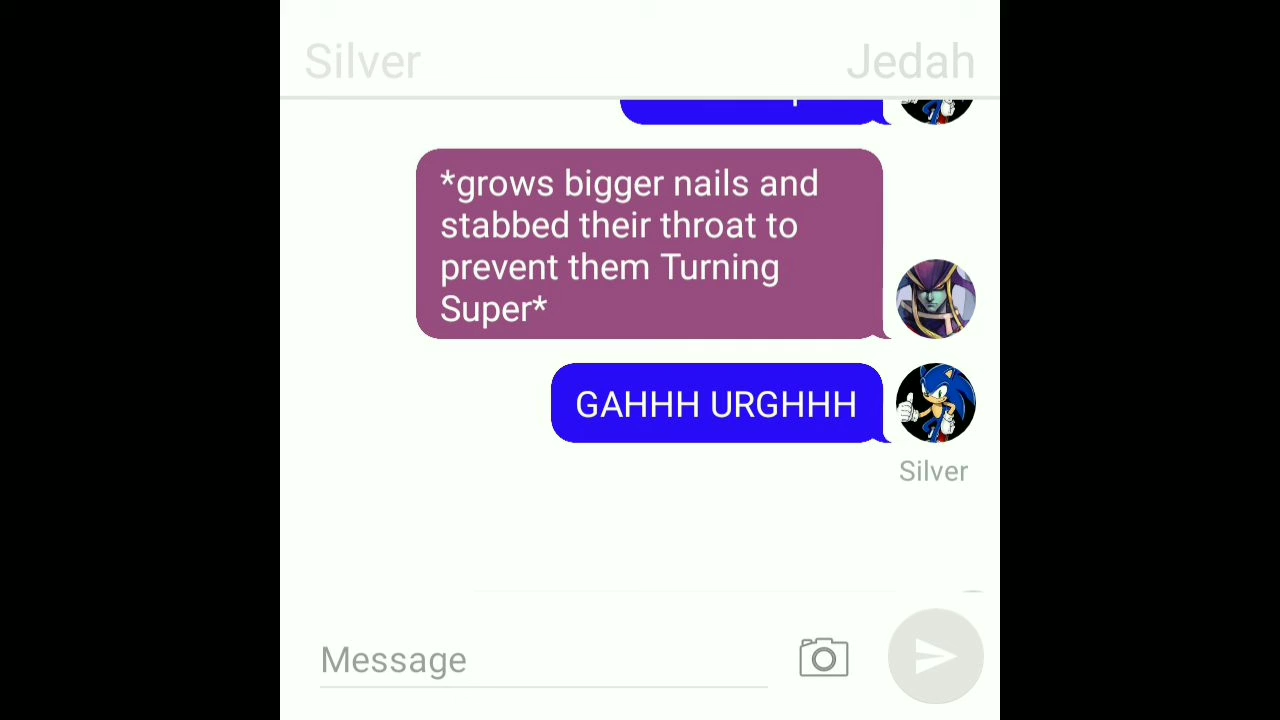 Silver
Jedah
*grows bigger nails and
stabbed their throat to
prevent them Turning
Super*
GAHHH URGHHH
Silver
Message